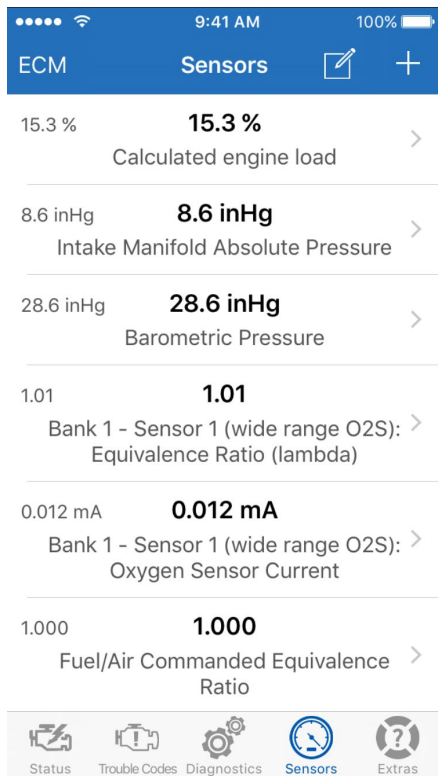 9:41 AM 100%
ECM Sensors
15.3 % 15.3 %
Calculated engine load
8.6 inHg 8.6 inHg
Intake Manifold Absolute Pressure
28.6 inHg 28.6 inHg
Barometric Pressure
1.01 1.01
Bank 1 - Sensor 1 (wide range O2S):
Equivalence Ratio (lambda)
0.012 mA 0.012 mA
Bank 1 - Sensor 1 (wide range O2S):
Oxygen Sensor Current
1.000 1.000
Fuel/Air Commanded Equivalence
Ratio
Status Trouble Codes Diagnostics Sensors Extras